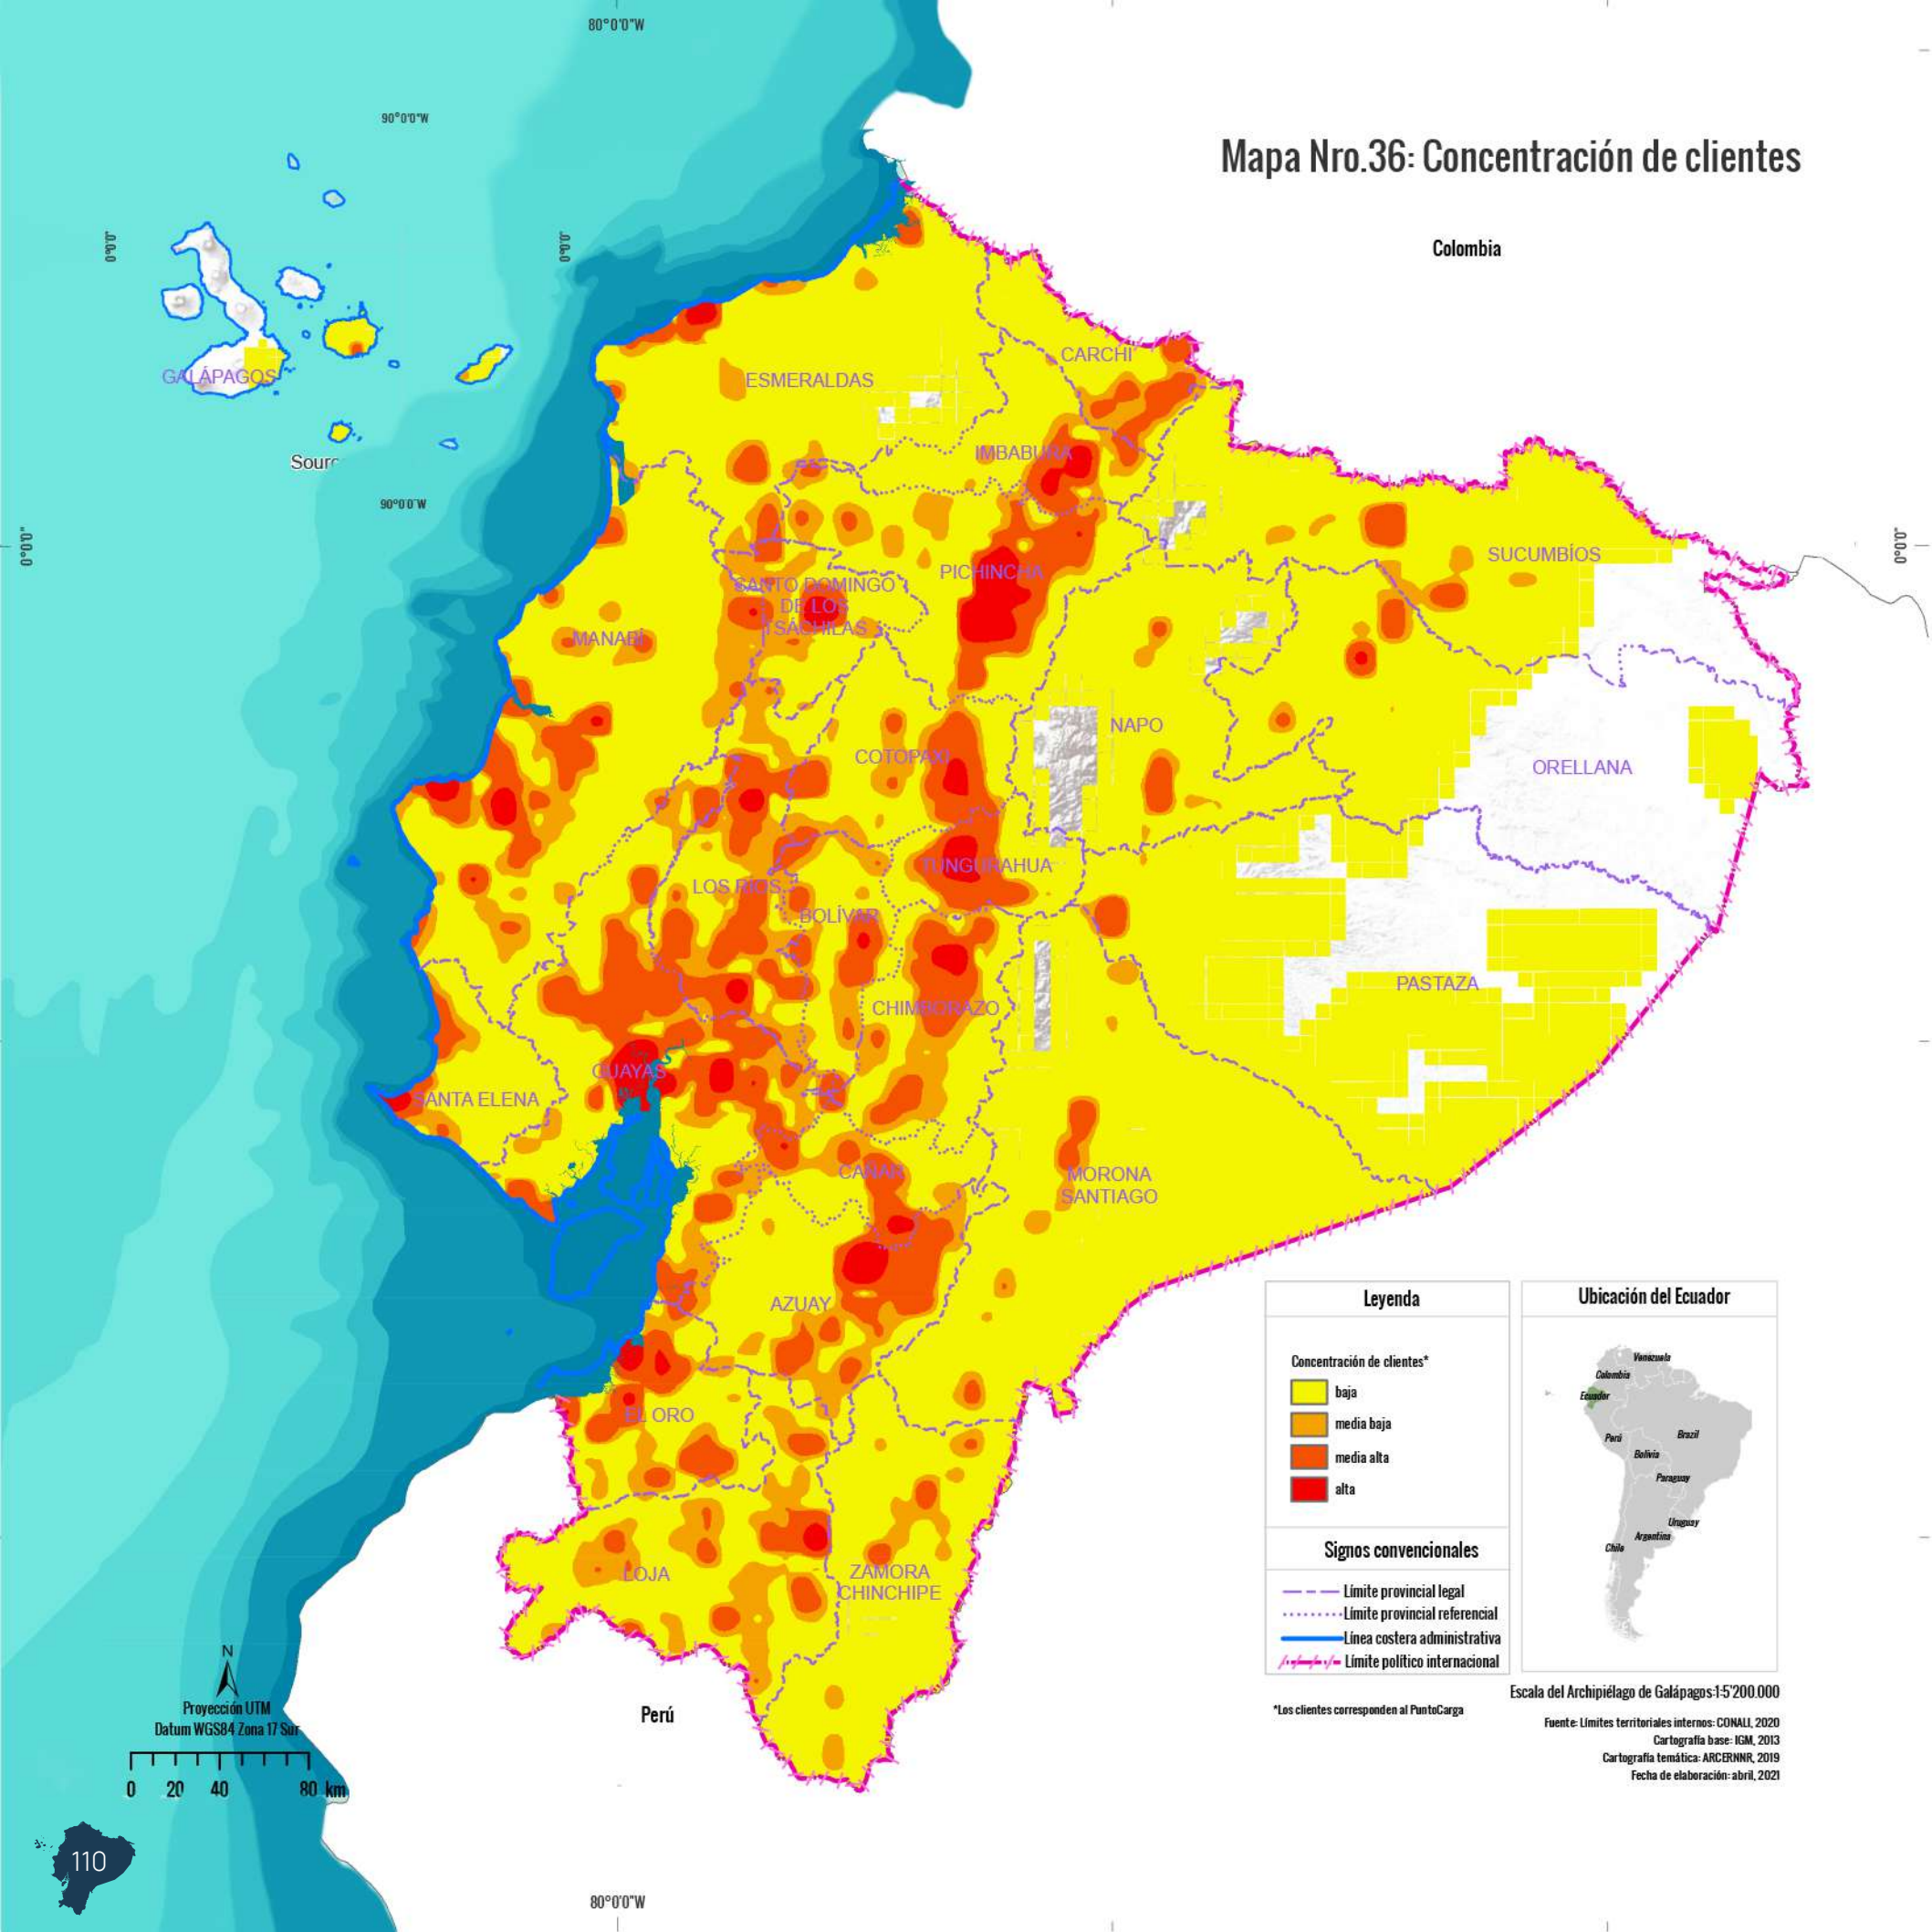 80°0'0"W
90°0'0"W
Mapa Nro.36: Concentración de clientes
0°0'0"
0°0'0"
Colombia
CARCHI
GALÁPAGOS
ESMERALDAS
IMBABURA
90°0'0"W
0°0'0"
0°0'0"
SUCUMBÍOS
PICHINCHA
SANTO DOMINGO
DE LOS
TSÁCHILAS
MANABÍ
NAPO
COTOPAXI
ORELLANA
TUNGURAHUA
LOS RÍOS
BOLÍVAR
PASTAZA
CHIMBORAZO
GUAYAS
SANTA ELENA
CAÑAR
MORONA
SANTIAGO
AZUAY
EL ORO
LOJA
ZAMORA
CHINCHIPE
Perú
Leyenda
Concentración de clientes*
baja
media baja
media alta
alta
Signos convencionales
Límite provincial legal
Límite provincial referencial
Línea costera administrativa
Límite político internacional
*Los clientes corresponden al PuntoCarga
Ubicación del Ecuador
Venezuela
Colombia
Ecuador
Perú
Brazil
Bolivia
Paraguay
Uruguay
Argentina
Chile
Escala del Archipiélago de Galápagos:1:5'200.000
Fuente: Límites territoriales internos: CONALI, 2020
Cartografía base: IGM, 2013
Cartografía temática: ARCERNNR, 2019
Fecha de elaboración: abril, 2021
N
Proyección UTM
Datum WGS84 Zona 17 Sur
0 20 40 80 km
110
80°0'0"W